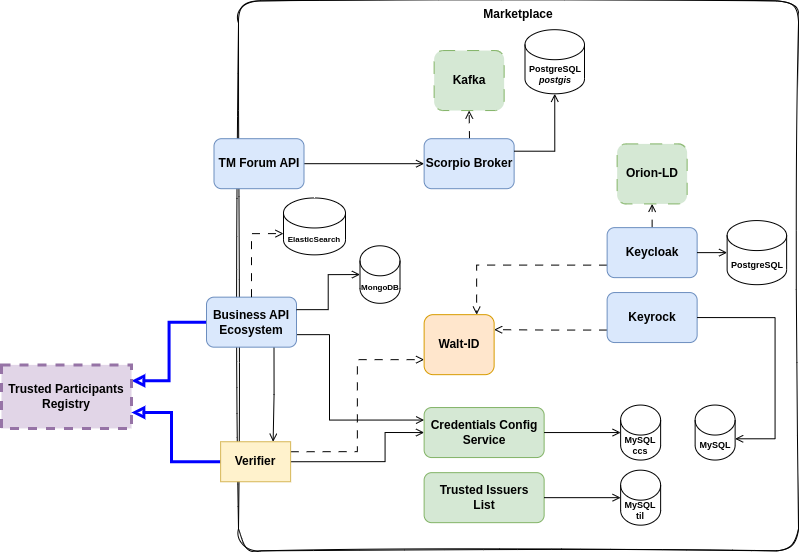 Marketplace
PostgreSQL
postgis
Kafka
TM Forum API
Scorpio Broker
Orion-LD
ElasticSearch
Keycloak
PostgreSQL
MongoDB
Business API
Ecosystem
Keyrock
Walt-ID
Trusted Participants
Registry
Credentials Config
Service
MySQL
ccs
MySQL
Verifier
Trusted Issuers
List
MySQL
til